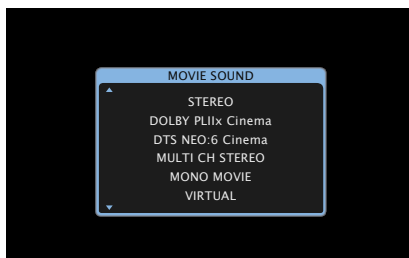 MOVIE SOUND
STEREO
DOLBY PLIIx Cinema
DTS NEO:6 Cinema
MULTI CH STEREO
MONO MOVIE
VIRTUAL